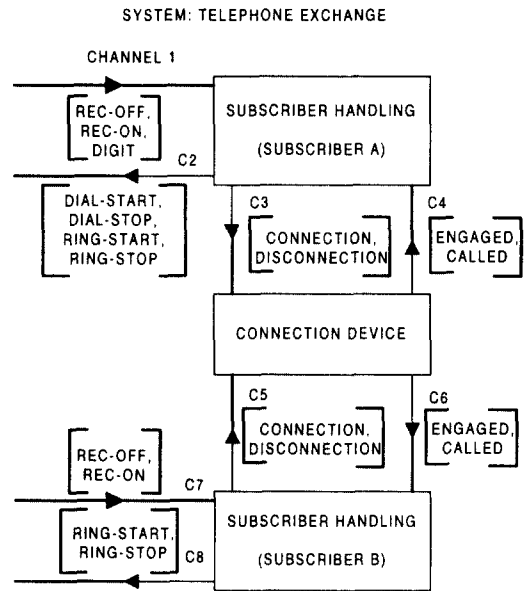 SYSTEM: TELEPHONE EXCHANGE
CHANNEL 1
REC-OFF,
REC-ON,
DIGIT
SUBSCRIBER HANDLING
(SUBSCRIBER A)
C2
DIAL-START,
DIAL-STOP,
RING-START,
RING-STOP
C3
CONNECTION,
DISCONNECTION
C4
ENGAGED,
CALLED
CONNECTION DEVICE
C5
CONNECTION,
DISCONNECTION
C6
ENGAGED,
CALLED
REC-OFF,
REC-ON
C7
RING-START,
RING-STOP
C8
SUBSCRIBER HANDLING
(SUBSCRIBER B)